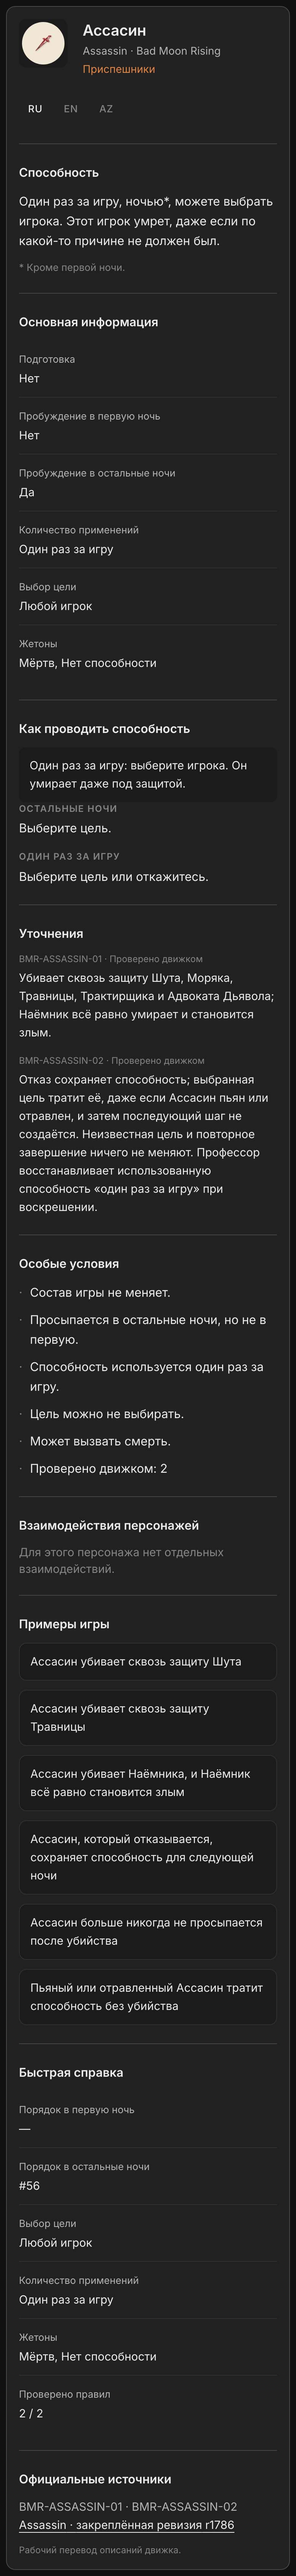 Ассасин
Assassin · Bad Moon Rising
Приспешники
RU EN AZ
Способность
Один раз за игру, ночью*, можете выбрать
игрока. Этот игрок умрет, даже если по
какой-то причине не должен был.
* Кроме первой ночи.
Основная информация
Подготовка
Нет
Пробуждение в первую ночь
Нет
Пробуждение в остальные ночи
Да
Количество применений
Один раз за игру
Выбор цели
Любой игрок
Жетоны
Мёртв, Нет способности
Как проводить способность
Один раз за игру: выберите игрока. Он
умирает даже под защитой.
ОСТАЛЬНЫЕ НОЧИ
Выберите цель.
ОДИН РАЗ ЗА ИГРУ
Выберите цель или откажитесь.
Уточнения
BMR-ASSASSIN-01 · Проверено движком
Убивает сквозь защиту Шута, Моряка,
Травницы, Трактирщика и Адвоката Дьявола;
Наёмник всё равно умирает и становится
злым.
BMR-ASSASSIN-02 · Проверено движком
Отказ сохраняет способность; выбранная
цель тратит её, даже если Ассасин пьян или
отравлен, и затем последующий шаг не
создаётся. Неизвестная цель и повторное
завершение ничего не меняют. Профессор
восстанавливает использованную
способность «один раз за игру» при
воскрешении.
Особые условия
· Состав игры не меняет.
· Просыпается в остальные ночи, но не в
первую.
· Способность используется один раз за
игру.
· Цель можно не выбирать.
· Может вызвать смерть.
· Проверено движком: 2
Взаимодействия персонажей
Для этого персонажа нет отдельных
взаимодействий.
Примеры игры
Ассасин убивает сквозь защиту Шута
Ассасин убивает сквозь защиту
Травницы
Ассасин убивает Наёмника, и Наёмник
всё равно становится злым
Ассасин, который отказывается,
сохраняет способность для следующей
ночи
Ассасин больше никогда не просыпается
после убийства
Пьяный или отравленный Ассасин тратит
способность без убийства
Быстрая справка
Порядок в первую ночь
—
Порядок в остальные ночи
#56
Выбор цели
Любой игрок
Количество применений
Один раз за игру
Жетоны
Мёртв, Нет способности
Проверено правил
2 / 2
Официальные источники
BMR-ASSASSIN-01 · BMR-ASSASSIN-02
Assassin · закреплённая ревизия r1786
Рабочий перевод описаний движка.